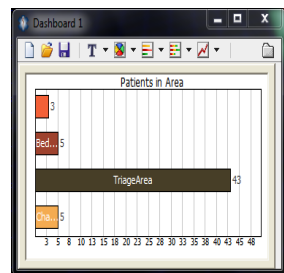 Dashboard 1
X
T
Patients in Area
3
Bed... 5
TriageArea 43
Cha... 5
3 5 8 10 13 15 18 20 23 25 28 30 33 35 38 40 43 45 48